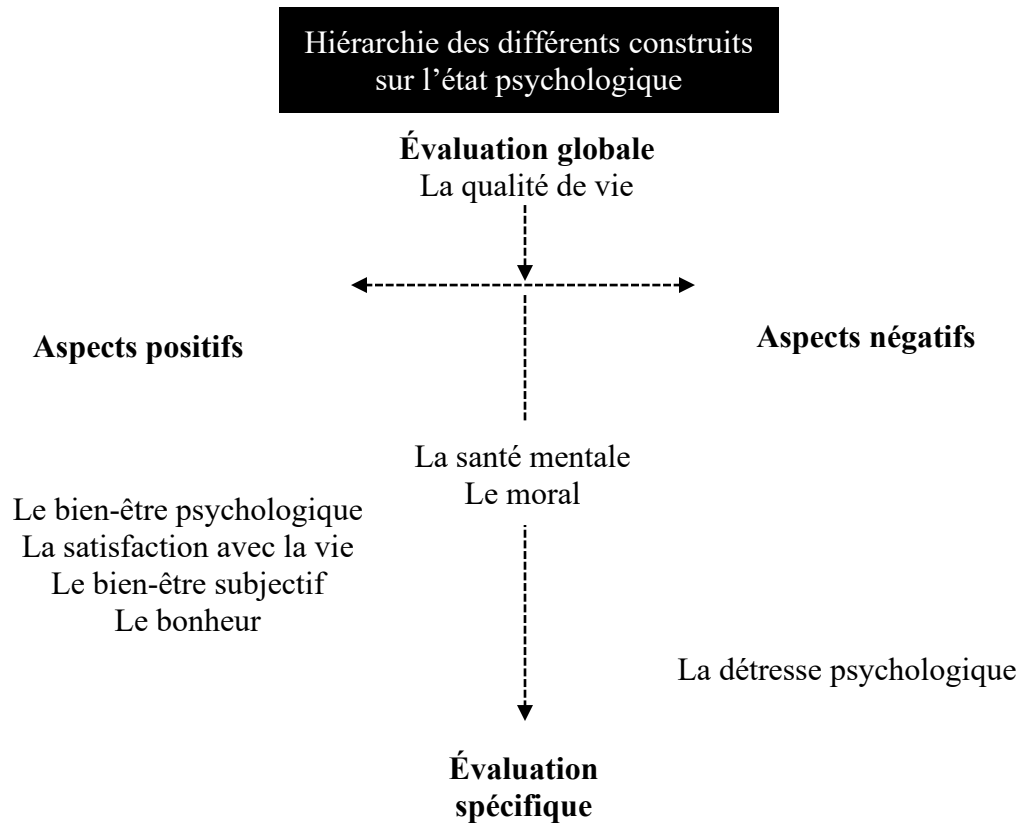 Hiérarchie des différents construits
sur l’état psychologique
Évaluation globale
La qualité de vie
Aspects positifs
Aspects négatifs
La santé mentale
Le moral
Le bien-être psychologique
La satisfaction avec la vie
Le bien-être subjectif
Le bonheur
La détresse psychologique
Évaluation
spécifique